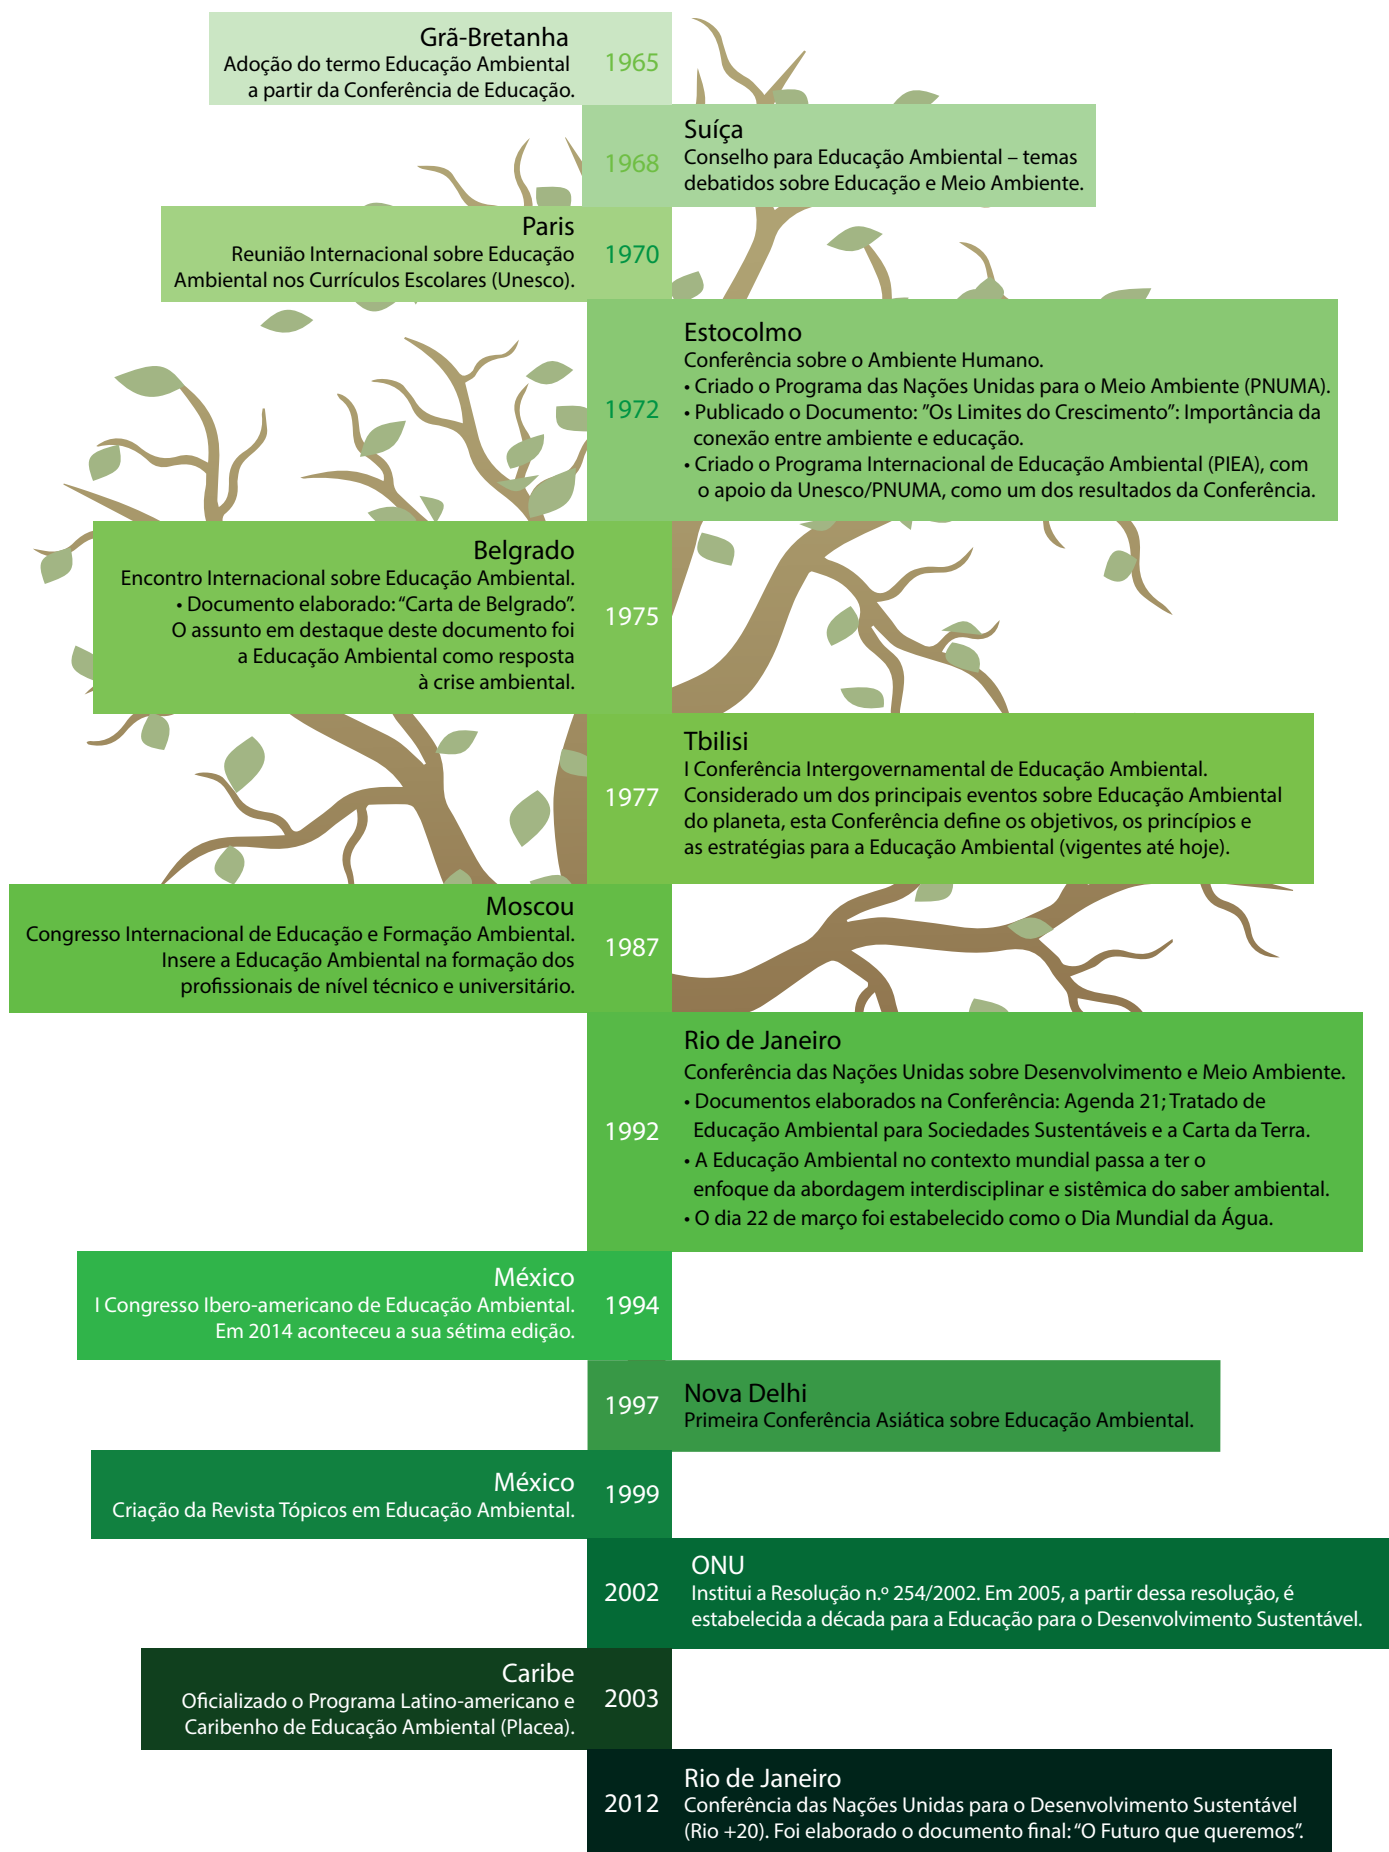 Grã-Bretanha
Adoção do termo Educação Ambiental
a partir da Conferência de Educação.
1965
Suíça
1968
Conselho para Educação Ambiental – temas
debatidos sobre Educação e Meio Ambiente.
Paris
Reunião Internacional sobre Educação
Ambiental nos Currículos Escolares (Unesco).
1970
Estocolmo
Conferência sobre o Ambiente Humano.
• Criado o Programa das Nações Unidas para o Meio Ambiente (PNUMA).
1972
• Publicado o Documento: ”Os Limites do Crescimento”: Importância da
conexão entre ambiente e educação.
• Criado o Programa Internacional de Educação Ambiental (PIEA), com
o apoio da Unesco/PNUMA, como um dos resultados da Conferência.
Belgrado
Encontro Internacional sobre Educação Ambiental.
• Documento elaborado: “Carta de Belgrado”.
O assunto em destaque deste documento foi
a Educação Ambiental como resposta
à crise ambiental.
1975
Tbilisi
I Conferência Intergovernamental de Educação Ambiental.
1977
Considerado um dos principais eventos sobre Educação Ambiental
do planeta, esta Conferência define os objetivos, os princípios e
as estratégias para a Educação Ambiental (vigentes até hoje).
Moscou
Congresso Internacional de Educação e Formação Ambiental.
Insere a Educação Ambiental na formação dos
profissionais de nível técnico e universitário.
1987
Rio de Janeiro
Conferência das Nações Unidas sobre Desenvolvimento e Meio Ambiente.
• Documentos elaborados na Conferência: Agenda 21; Tratado de
1992
Educação Ambiental para Sociedades Sustentáveis e a Carta da Terra.
• A Educação Ambiental no contexto mundial passa a ter o
enfoque da abordagem interdisciplinar e sistêmica do saber ambiental.
• O dia 22 de março foi estabelecido como o Dia Mundial da Água.
México
I Congresso Ibero-americano de Educação Ambiental.
Em 2014 aconteceu a sua sétima edição.
1994
1997
Nova Delhi
Primeira Conferência Asiática sobre Educação Ambiental.
México
Criação da Revista Tópicos em Educação Ambiental.
1999
ONU
2002
Institui a Resolução n.º 254/2002. Em 2005, a partir dessa resolução, é
estabelecida a década para a Educação para o Desenvolvimento Sustentável.
Caribe
Oficializado o Programa Latino-americano e
Caribenho de Educação Ambiental (Placea).
2003
Rio de Janeiro
2012
Conferência das Nações Unidas para o Desenvolvimento Sustentável
(Rio +20). Foi elaborado o documento final: “O Futuro que queremos”.